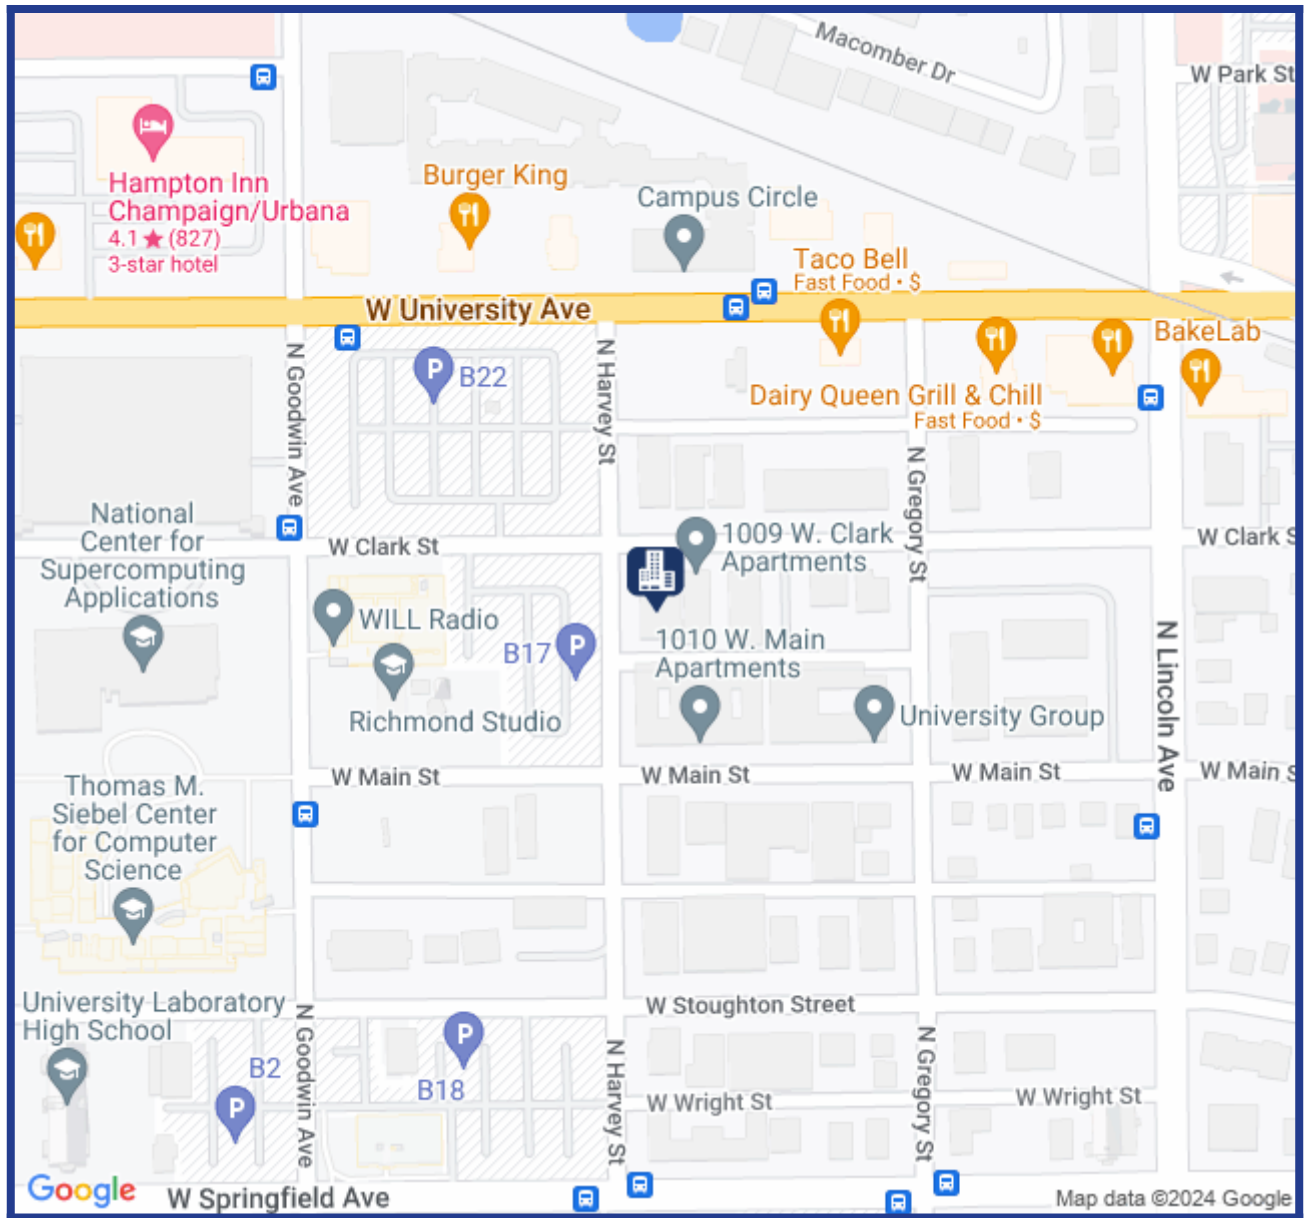 Macomber Dr
W Park St
Hampton Inn
Champaign/Urbana
4.1★(827)
3-star hotel
Burger King
Campus Circle
Taco Bell
Fast Food • $
W University Ave
BakeLab
N Goodwin Ave
P
B22
N Harvey St
Dairy Queen Grill & Chill
Fast Food • $
N Gregory St
National
Center for
Supercomputing
Applications
W Clark St
1009 W. Clark
Apartments
W Clark S
WILL Radio
B17
P
1010 W. Main
Apartments
N Lincoln Ave
Richmond Studio
University Group
W Main St
W Main St
W Main St
W Main S
Thomas M.
Siebel Center
for Computer
Science
University Laboratory
High School
W Stoughton Street
N Goodwin Ave
P
B18
B2
P
N Harvey St
N Gregory St
W Wright St
W Wright St
Google
W Springfield Ave
Map data ©2024 Google